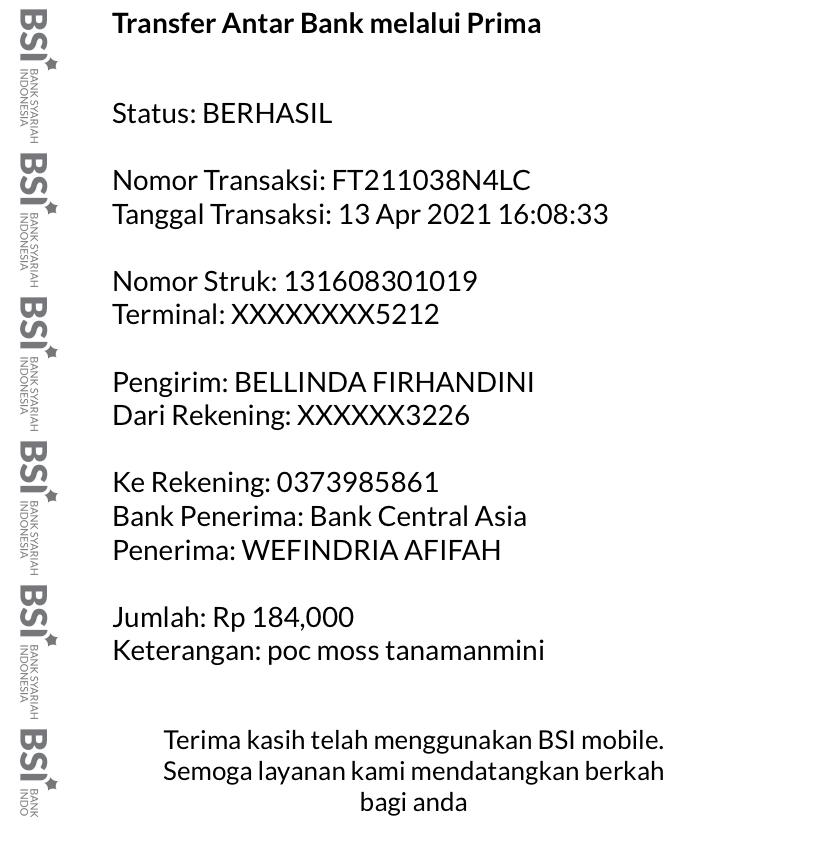 Transfer Antar Bank melalui Prima
Status: BERHASIL
Nomor Transaksi: FT211038N4LC
Tanggal Transaksi: 13 Apr 2021 16:08:33
Nomor Struk: 131608301019
Terminal: XXXXXXXX5212
Pengirim: BELLINDA FIRHANDINI
Dari Rekening: XXXXXX3226
Ke Rekening: 0373985861
Bank Penerima: Bank Central Asia
Penerima: WEFINDRIA AFIFAH
Jumlah: Rp 184,000
Keterangan: poc moss tanamanmini
Terima kasih telah menggunakan BSI mobile.
Semoga layanan kami mendatangkan berkah
bagi anda
BSI
BANK SYARIAH
INDONESIA
BSI
BANK SYARIAH
INDONESIA
BSI
BANK SYARIAH
INDONESIA
BSI
BANK SYARIAH
INDONESIA
BSI
BANK SYARIAH
INDONESIA
BSI
BANK
INDO